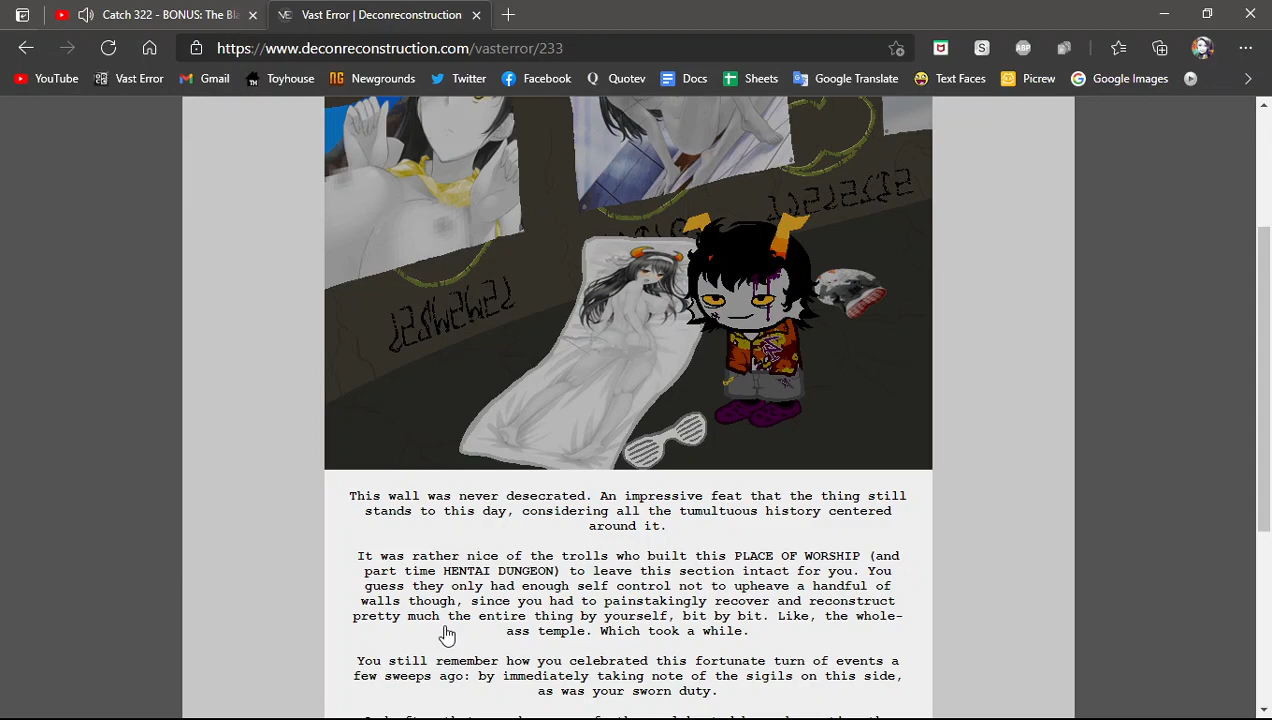 Catch 322 - BONUS: The Bla
Vast Error | Deconreconstruction
https://www.deconreconstruction.com/vasterror/233
YouTube
Vast Error
Gmail
Toyhouse
Newgrounds
Twitter
Facebook
Quotev
Docs
Sheets
Google Translate
Text Faces
Picrew
Google Images
This wall was never desecrated. An impressive feat that the thing still
stands to this day, considering all the tumultuous history centered
around it.
It was rather nice of the trolls who built this PLACE OF WORSHIP (and
part time HENTAI DUNGEON) to leave this section intact for you. You
guess they only had enough self control not to upheave a handful of
walls though, since you had to painstakingly recover and reconstruct
pretty much the entire thing by yourself, bit by bit. Like, the whole-
ass temple. Which took a while.
You still remember how you celebrated this fortunate turn of events a
few sweeps ago: by immediately taking note of the sigils on this side,
as was your sworn duty.